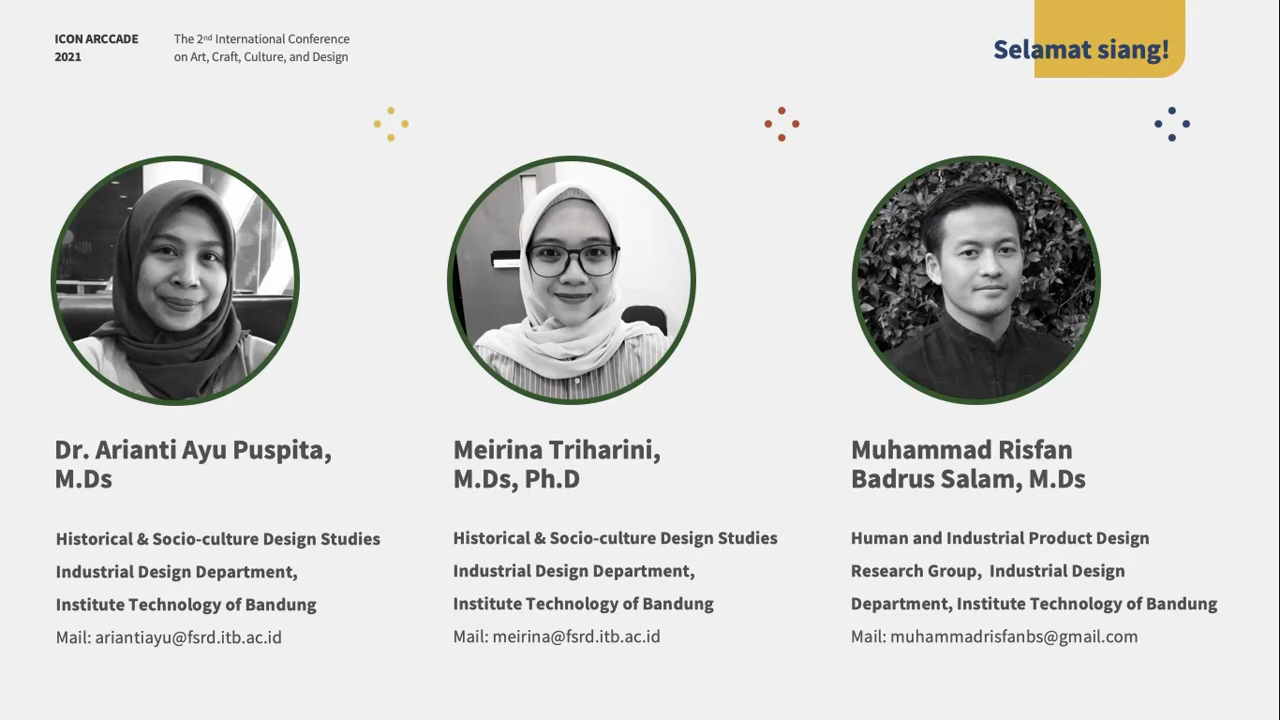 ICON ARCCADE
2021
The 2nd International Conference
on Art, Craft, Culture, and Design
Selamat siang!
Dr. Arianti Ayu Puspita,
M.Ds
Historical & Socio-culture Design Studies
Industrial Design Department,
Institute Technology of Bandung
Mail: ariantiayu@fsrd.itb.ac.id
Meirina Triharini,
M.Ds, Ph.D
Historical & Socio-culture Design Studies
Industrial Design Department,
Institute Technology of Bandung
Mail: meirina@fsrd.itb.ac.id
Muhammad Risfan
Badrus Salam, M.Ds
Human and Industrial Product Design
Research Group,  Industrial Design
Department, Institute Technology of Bandung
Mail: muhammadrisfanbs@gmail.com